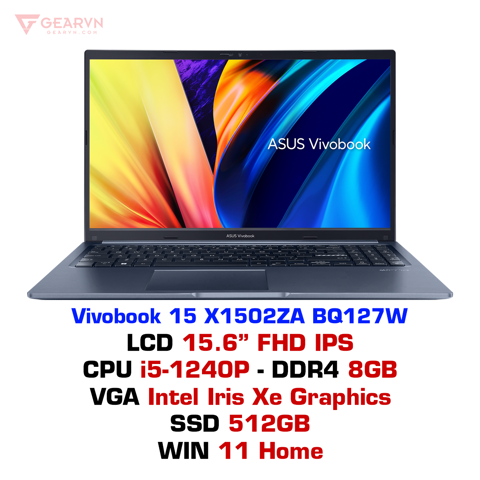 GEARVN
GEARVN.COM
ASUS Vivobook
ASUS Vivobook
Vivobook 15 X1502ZA BQ127W
LCD 15.6” FHD IPS
CPU i5-1240P - DDR4 8GB
VGA Intel Iris Xe Graphics
SSD 512GB
WIN 11 Home